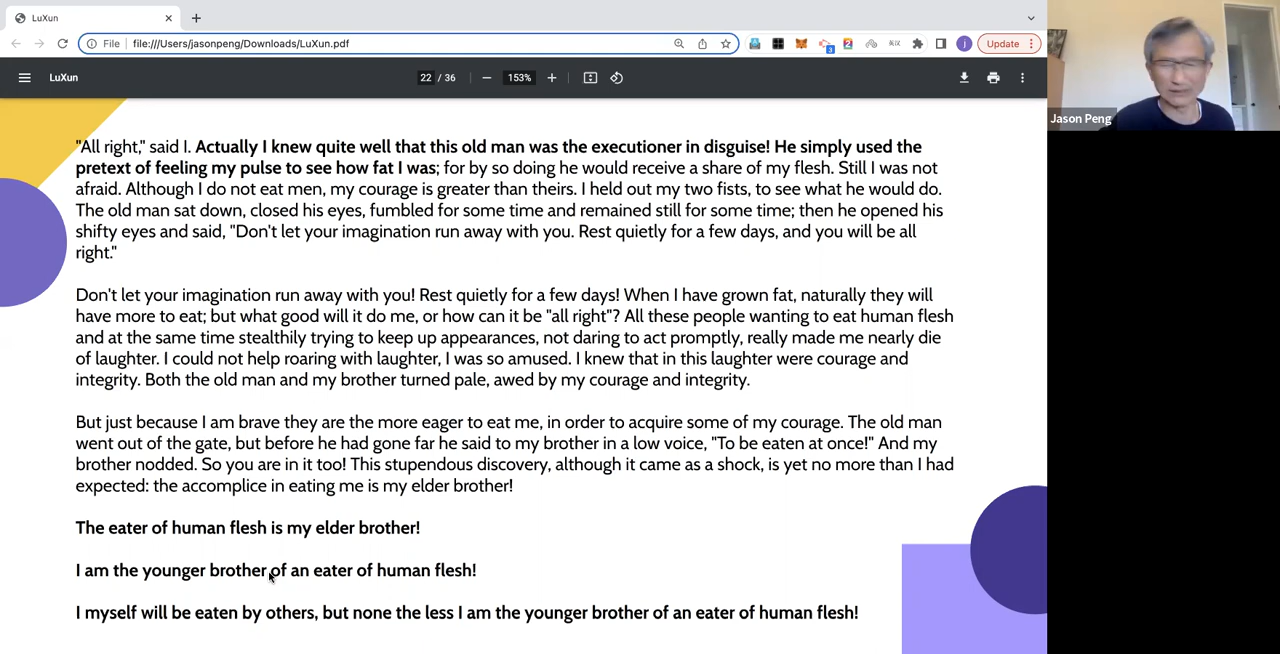 LuXun
File
file:///Users/jasonpeng/Downloads/LuXun.pdf
Update
LuXun
22 / 36
153%
Jason Peng
"All right," said I. Actually I knew quite well that this old man was the executioner in disguise! He simply used the
pretext of feeling my pulse to see how fat I was; for by so doing he would receive a share of my flesh. Still I was not
afraid. Although I do not eat men, my courage is greater than theirs. I held out my two fists, to see what he would do.
The old man sat down, closed his eyes, fumbled for some time and remained still for some time; then he opened his
shifty eyes and said, "Don't let your imagination run away with you. Rest quietly for a few days, and you will be all
right."
Don't let your imagination run away with you! Rest quietly for a few days! When I have grown fat, naturally they will
have more to eat; but what good will it do me, or how can it be "all right"? All these people wanting to eat human flesh
and at the same time stealthily trying to keep up appearances, not daring to act promptly, really made me nearly die
of laughter. I could not help roaring with laughter, I was so amused. I knew that in this laughter were courage and
integrity. Both the old man and my brother turned pale, awed by my courage and integrity.
But just because I am brave they are the more eager to eat me, in order to acquire some of my courage. The old man
went out of the gate, but before he had gone far he said to my brother in a low voice, "To be eaten at once!" And my
brother nodded. So you are in it too! This stupendous discovery, although it came as a shock, is yet no more than I had
expected: the accomplice in eating me is my elder brother!
The eater of human flesh is my elder brother!
I am the younger brother of an eater of human flesh!
I myself will be eaten by others, but none the less I am the younger brother of an eater of human flesh!